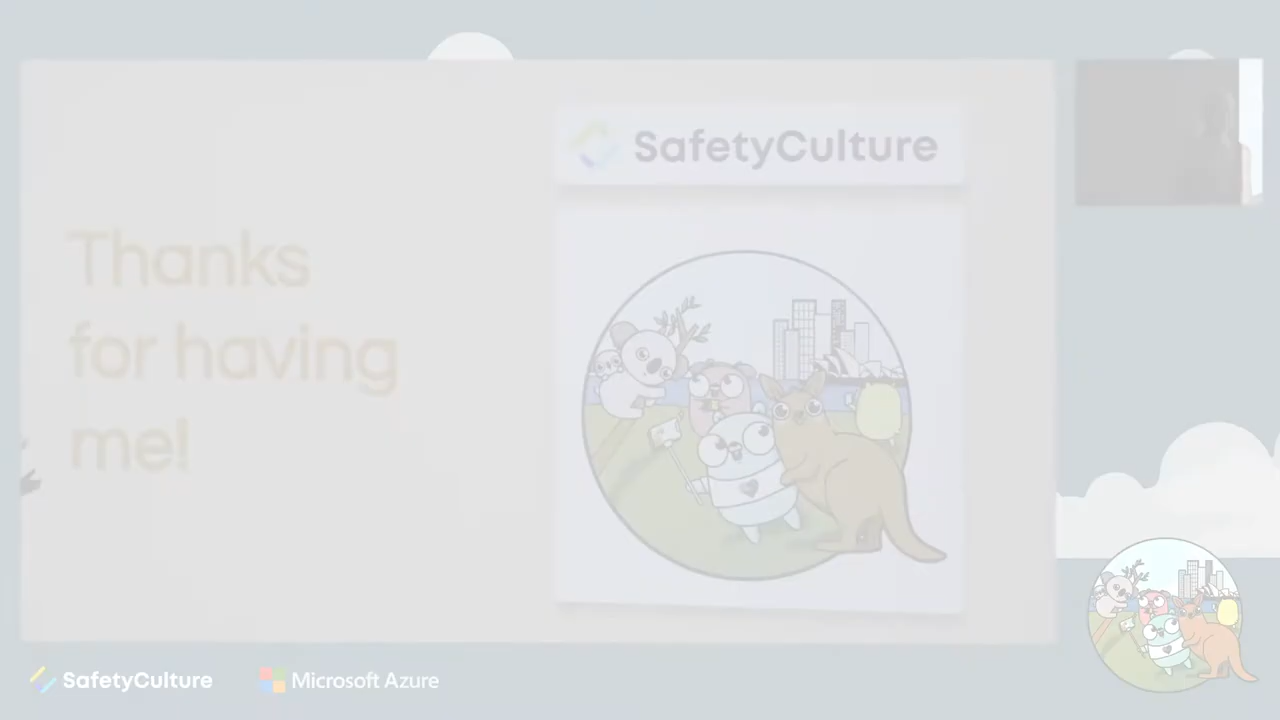 SafetyCulture
Thanks
for having
me!
SafetyCulture
Microsoft Azure